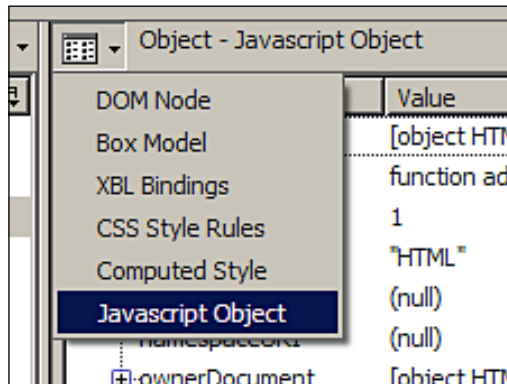 Object - Javascript Object
DOM Node
Value
Box Model
[object HTM
XBL Bindings
function ad
CSS Style Rules
1
Computed Style
"HTML"
Javascript Object
(null)
(null)
ownerDocument
[object HTM